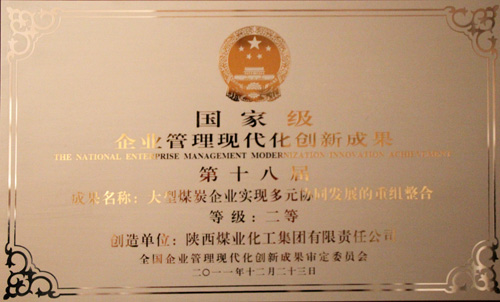 国家级
企业管理现代化创新成果
THE NATIONAL ENTERPRISE MANAGEMENT MODERNIZATION INNOVATION ACHIEVEMENT
第十八届
成果名称：大型煤炭企业实现多元协同发展的重组整合
等级：二等
创造单位：陕西煤业化工集团有限责任公司
全国企业管理现代化创新成果审定委员会
二〇一一年十二月二十三日